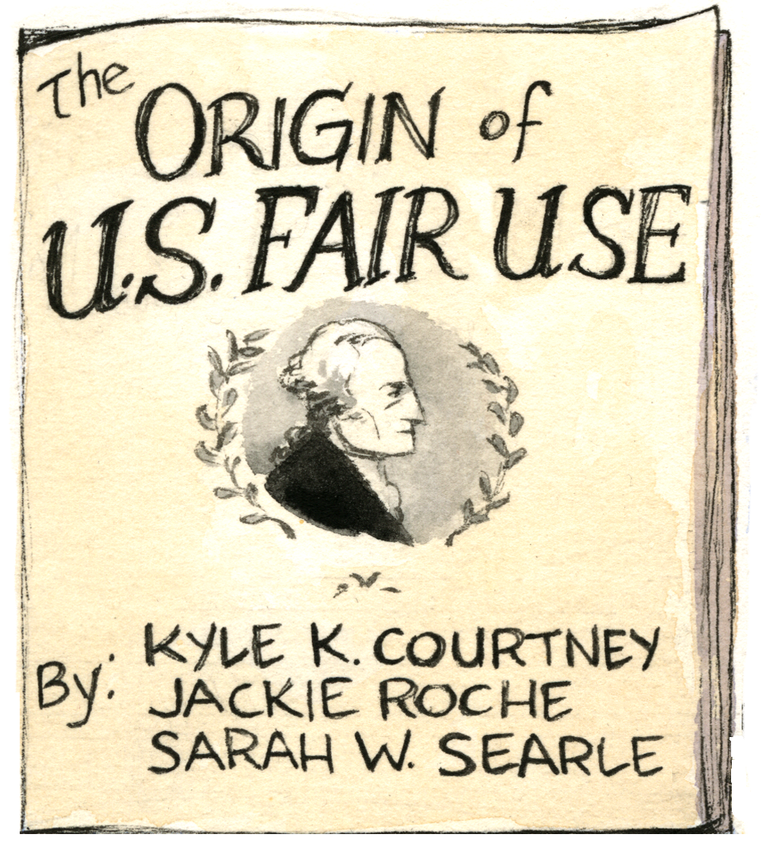 The
ORIGIN of
U.S. FAIR USE
By: KYLE K. COURTNEY
JACKIE ROCHE
SARAH W. SEARLE